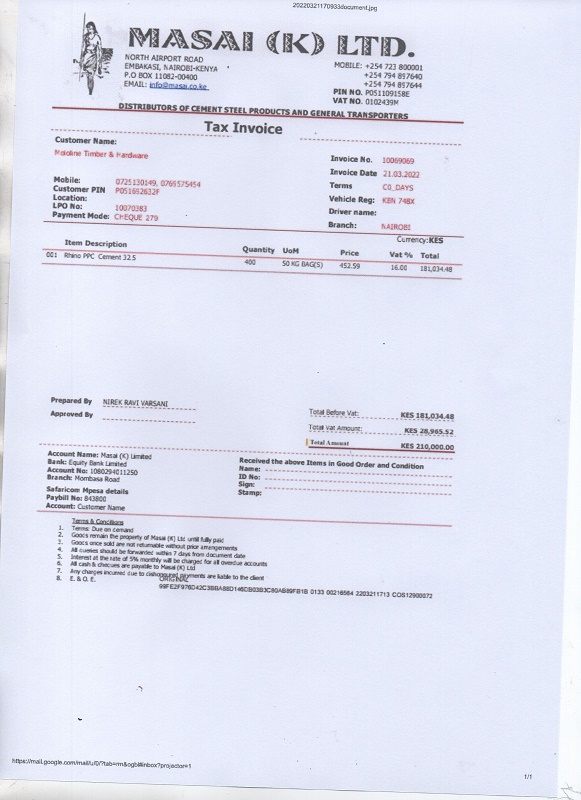 20220321170933document.jpg
MASAI (K) LTD.
NORTH AIRPORT ROAD
EMBAKASI, NAIROBI-KENYA
P.O BOX 11082-00400
EMAIL: info@masai.co.ke
MOBILE: +254 723 800001
+254 794 897640
+254 794 897644
PIN NO. P051109158E
VAT NO. 0102439M
DISTRIBUTORS OF CEMENT STEEL PRODUCTS AND GENERAL TRANSPORTERS
Tax Invoice
Customer Name:
Mololine Timber & Hardware
Mobile: 0725130149, 0769575454
Customer PIN P051692632F
Location:
LPO No: 10070383
Payment Mode: CHEQUE 279
Invoice No. 10069069
Invoice Date 21.03.2022
Terms C0_DAYS
Vehicle Reg: KBN 748X
Driver name:
Branch: NAIROBI
Currency:KES
Item Description Quantity UoM Price Vat % Total
001 Rhino PPC Cement 32.5 400 50 KG BAG(S) 452.59 16.00 181,034.48
Prepared By NIREK RAVI VARSANI
Approved By
Total Before Vat: KES 181,034.48
Total Vat Amount: KES 28,965.52
Total Amount KES 210,000.00
Account Name: Masai (K) Limited
Bank: Equity Bank Limited
Account No: 1080294011250
Branch: Mombasa Road
Safaricom Mpesa details
Paybill No: 843800
Account: Customer Name
Received the above Items in Good Order and Condition
Name:
ID No:
Sign:
Stamp:
Terms & Conditions
1. Terms: Due on demand
2. Goods remain the property of Masai (K) Ltd until fully paid
3. Goods once sold are not returnable without prior arrangements
4. All queries should be forwarded within 7 days from document date
5. Interest at the rate of 5% monthly will be charged for all overdue accounts
6. All cash & cheques are payable to Masai (K) Ltd
7. Any charges incurred due to dishonoured payments are liable to the client
8. E. & O. E.
ORIGINAL
99FE2F976D42C3BBA88D146DB03B3C80AB89FB1B 0133 00216564 2203211713 COS12900072
https://mail.google.com/mail/u/0/?tab=rm&ogbl#inbox?projector=1
1/1